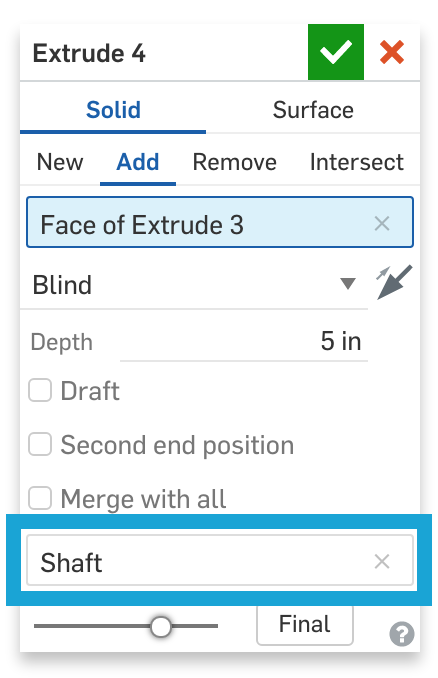 Extrude 4
Solid Surface
New Add Remove Intersect
Face of Extrude 3
Blind
Depth 5 in
Draft
Second end position
Merge with all
Shaft
Final ?